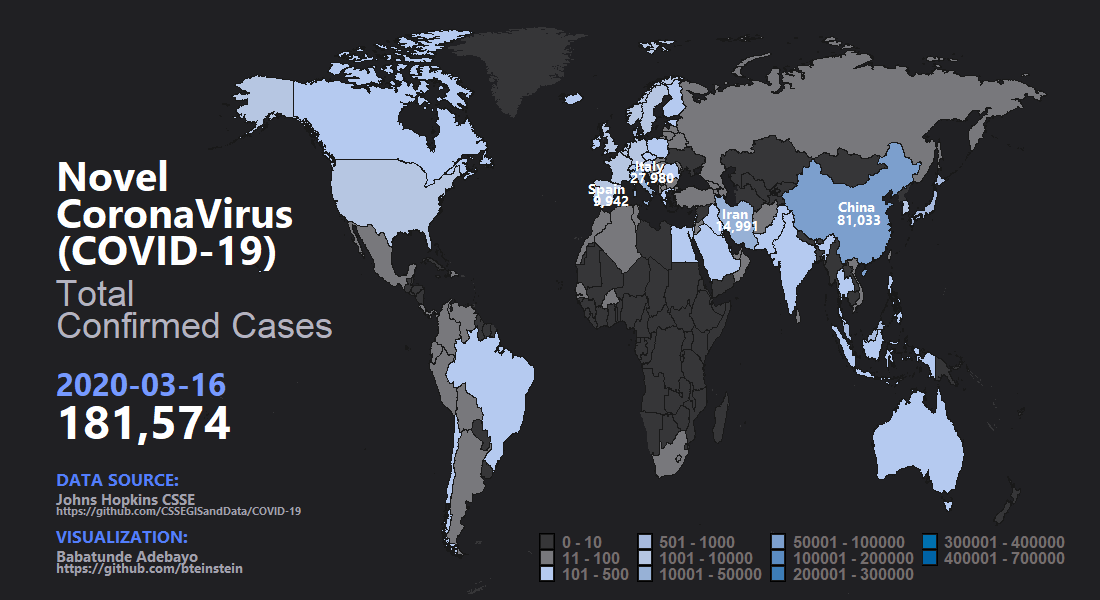 Novel
CoronaVirus
(COVID-19)
Total
Confirmed Cases
2020-03-16
181,574
DATA SOURCE:
Johns Hopkins CSSE
https://github.com/CSSEGISandData/COVID-19
VISUALIZATION:
Babatunde Adebayo
https://github.com/bteinstein
Italy
27,980
Spain
9,942
Iran
14,991
China
81,033
0 - 10
11 - 100
101 - 500
501 - 1000
1001 - 10000
10001 - 50000
50001 - 100000
100001 - 200000
200001 - 300000
300001 - 400000
400001 - 700000